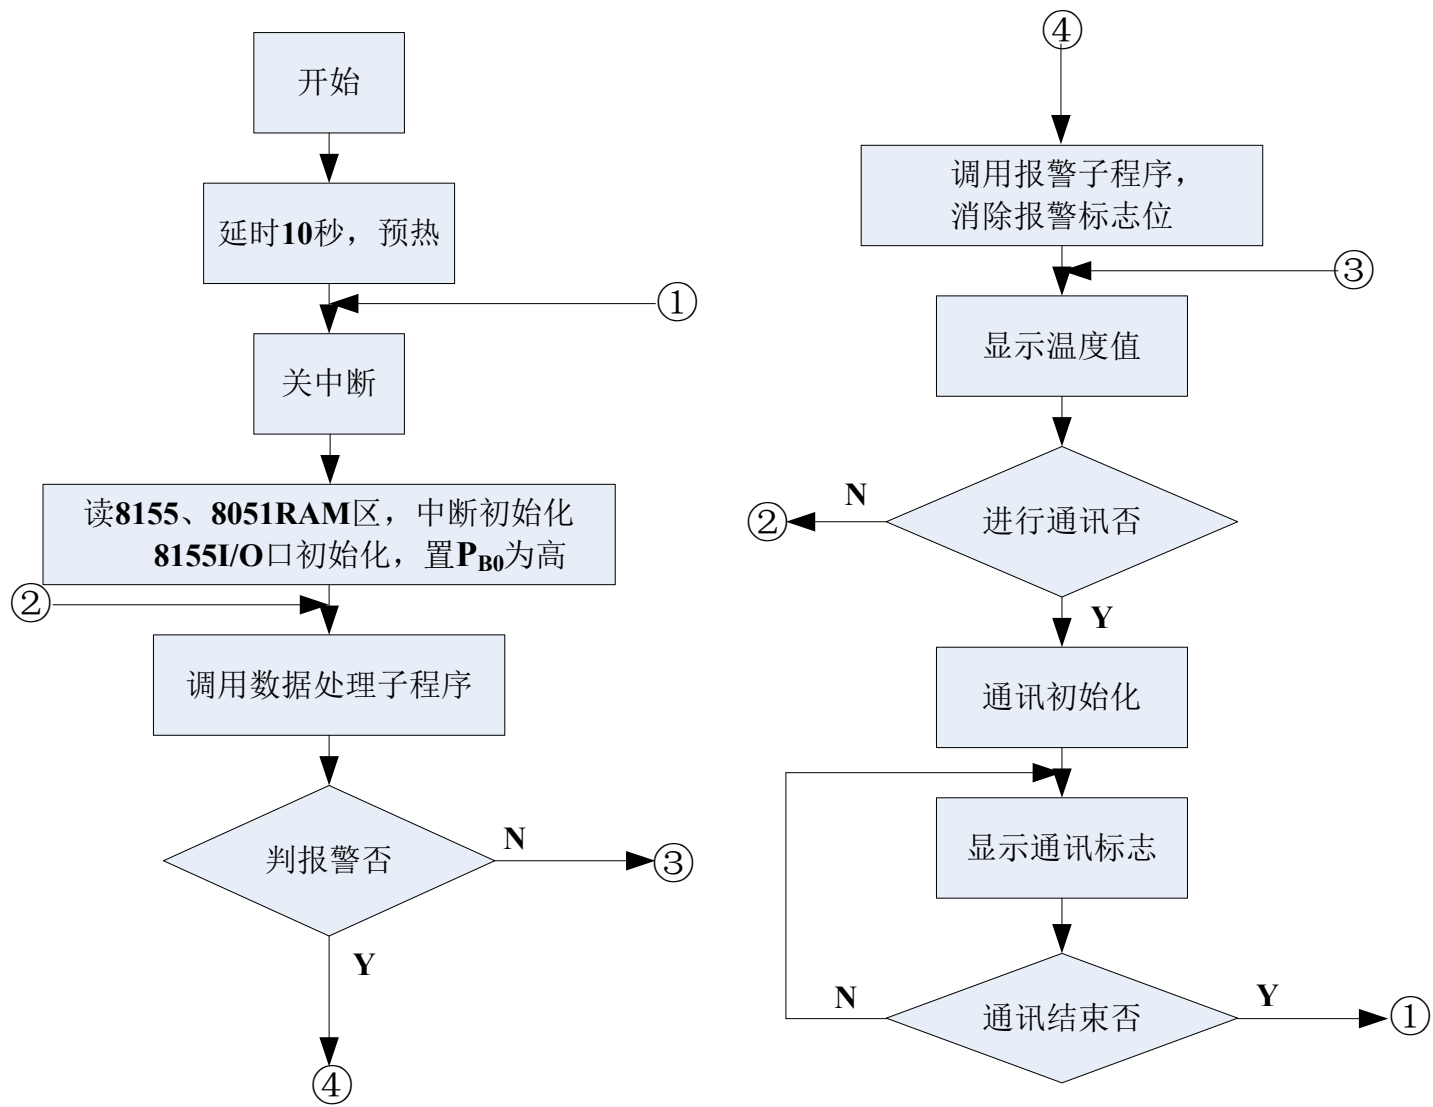 开始
延时10秒，预热
①
关中断
读8155、8051RAM区，中断初始化
8155I/O口初始化，置PB0为高
②
调用数据处理子程序
判报警否
N
③
Y
④
④
调用报警子程序，
消除报警标志位
③
显示温度值
进行通讯否
N
②
Y
通讯初始化
显示通讯标志
通讯结束否
N
Y
①